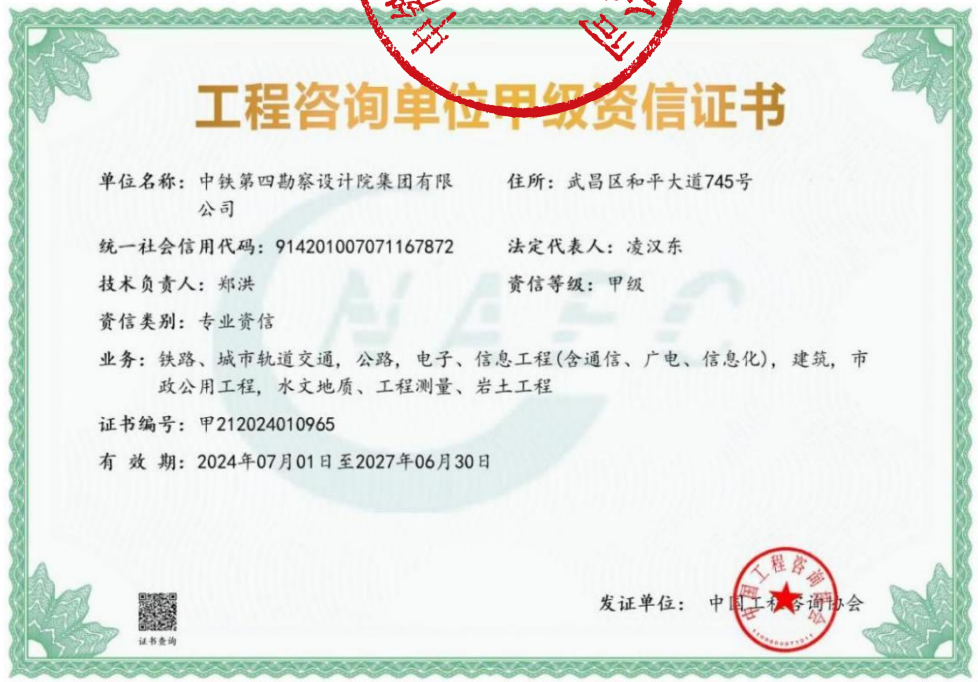 工程咨询单位甲级资信证书
单位名称：中铁第四勘察设计院集团有限
公司
住所：武昌区和平大道745号
统一社会信用代码：914201007071167872
法定代表人：凌汉东
技术负责人：郑洪
资信等级：甲级
资信类别：专业资信
业务：铁路、城市轨道交通，公路，电子、信息工程(含通信、广电、信息化)，建筑，市
政公用工程，水文地质、工程测量、岩土工程
证书编号：甲212024010965
有 效 期：2024年07月01日至2027年06月30日
CNAEC
发证单位：中国工程咨询协会
中国工程咨询协会
证书查询